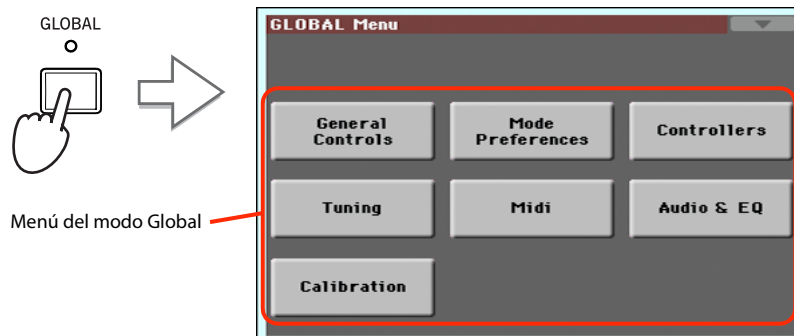 GLOBAL
GLOBAL Menu
General
Controls
Mode
Preferences
Controllers
Tuning
Midi
Audio & EQ
Menú del modo Global
Calibration